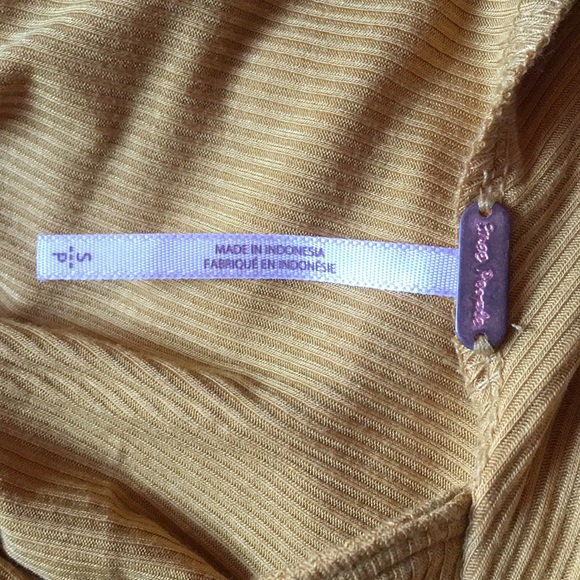 MADE IN INDONESIA
FABRIQUÉ EN INDONÉSIE
S
P
Free People